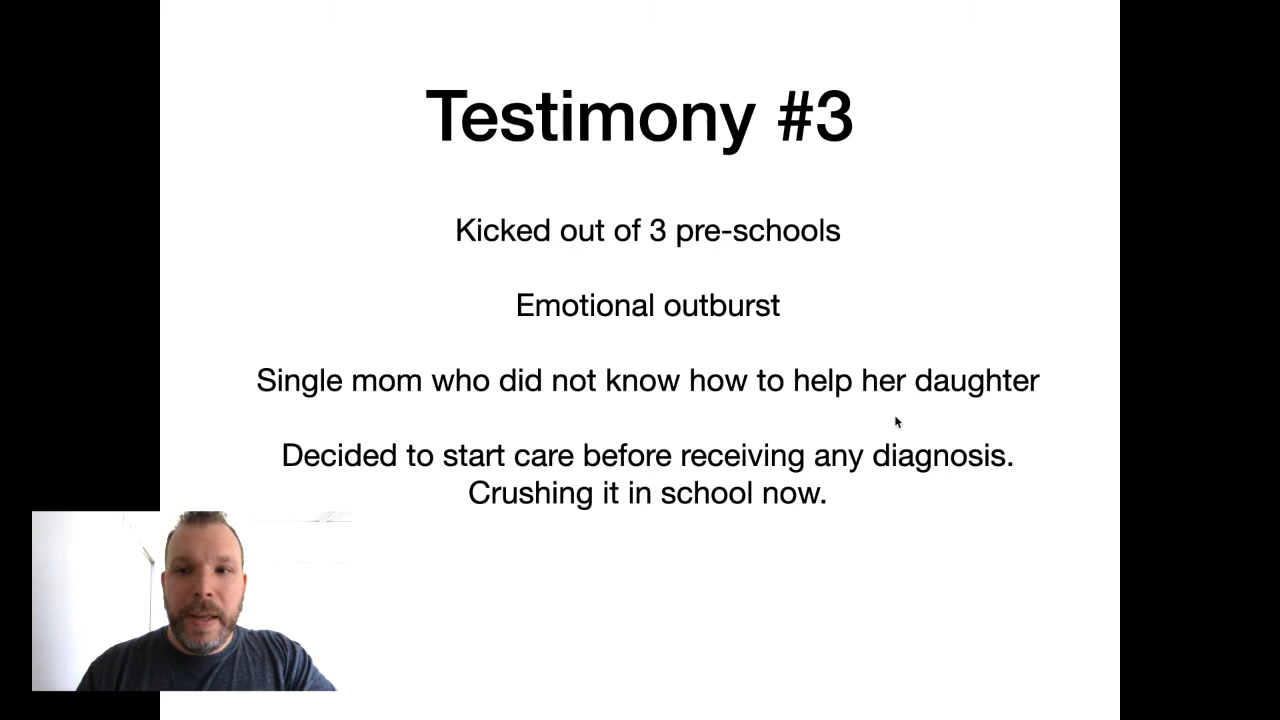 Testimony #3
Kicked out of 3 pre-schools
Emotional outburst
Single mom who did not know how to help her daughter
Decided to start care before receiving any diagnosis.
Crushing it in school now.